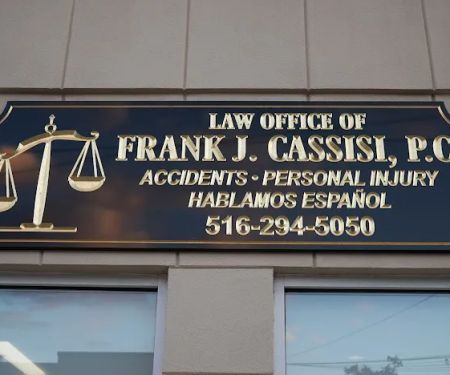 LAW OFFICE OF
FRANK J. CASSISI, P.C.
ACCIDENTS • PERSONAL INJURY
HABLAMOS ESPAÑOL
516-294-5050